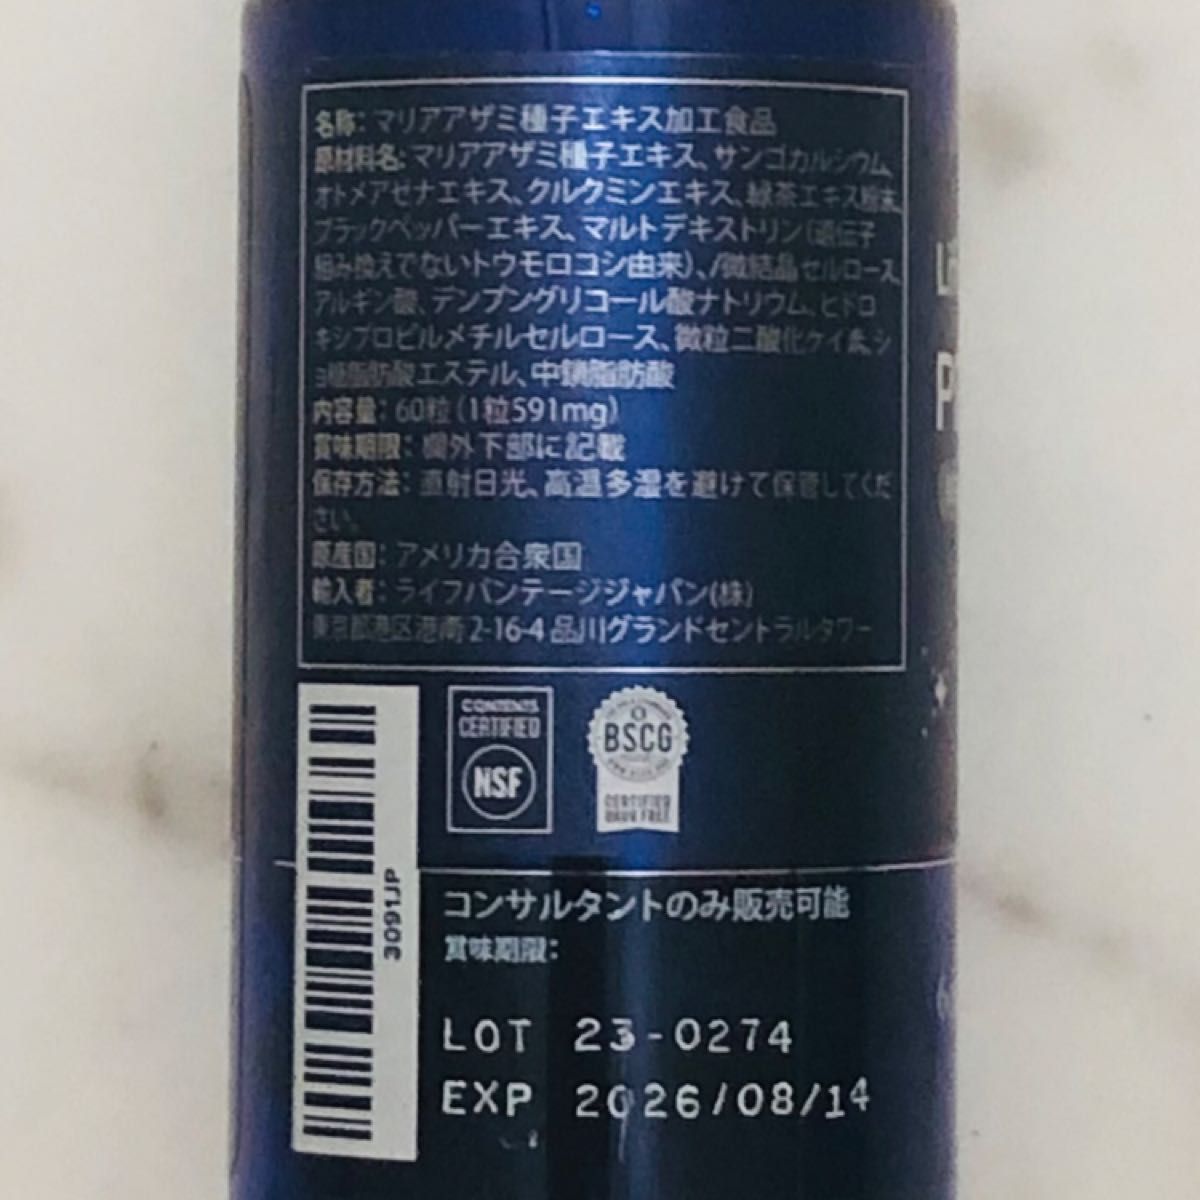 名称: マリアアザミ種子エキス加工食品
原材料名: マリアアザミ種子エキス、サンゴカルシウム、
オトメアゼナエキス、クルクミンエキス、緑茶エキス粉末、
ブラックペッパーエキス、マルトデキストリン(遺伝子
組み換えでないトウモロコシ由来)、/微結晶セルロース、
アルギン酸、デンプングリコール酸ナトリウム、ヒドロ
キシプロピルメチルセルロース、微粒二酸化ケイ素、シ
ョ糖脂肪酸エステル、中鎖脂肪酸
内容量: 60粒(1粒591mg)
賞味期限: 欄外下部に記載
保存方法: 直射日光、高温多湿を避けて保管してくだ
さい。
原産国: アメリカ合衆国
輸入者: ライフバンテージジャパン(株)
東京都港区港南2-16-4 品川グランドセントラルタワー
CONTENTS
CERTIFIED
NSF
BSCG
CERTIFIED
DRUG FREE
3091JP
コンサルタントのみ販売可能
賞味期限:
LOT 23-0274
EXP 2026/08/14